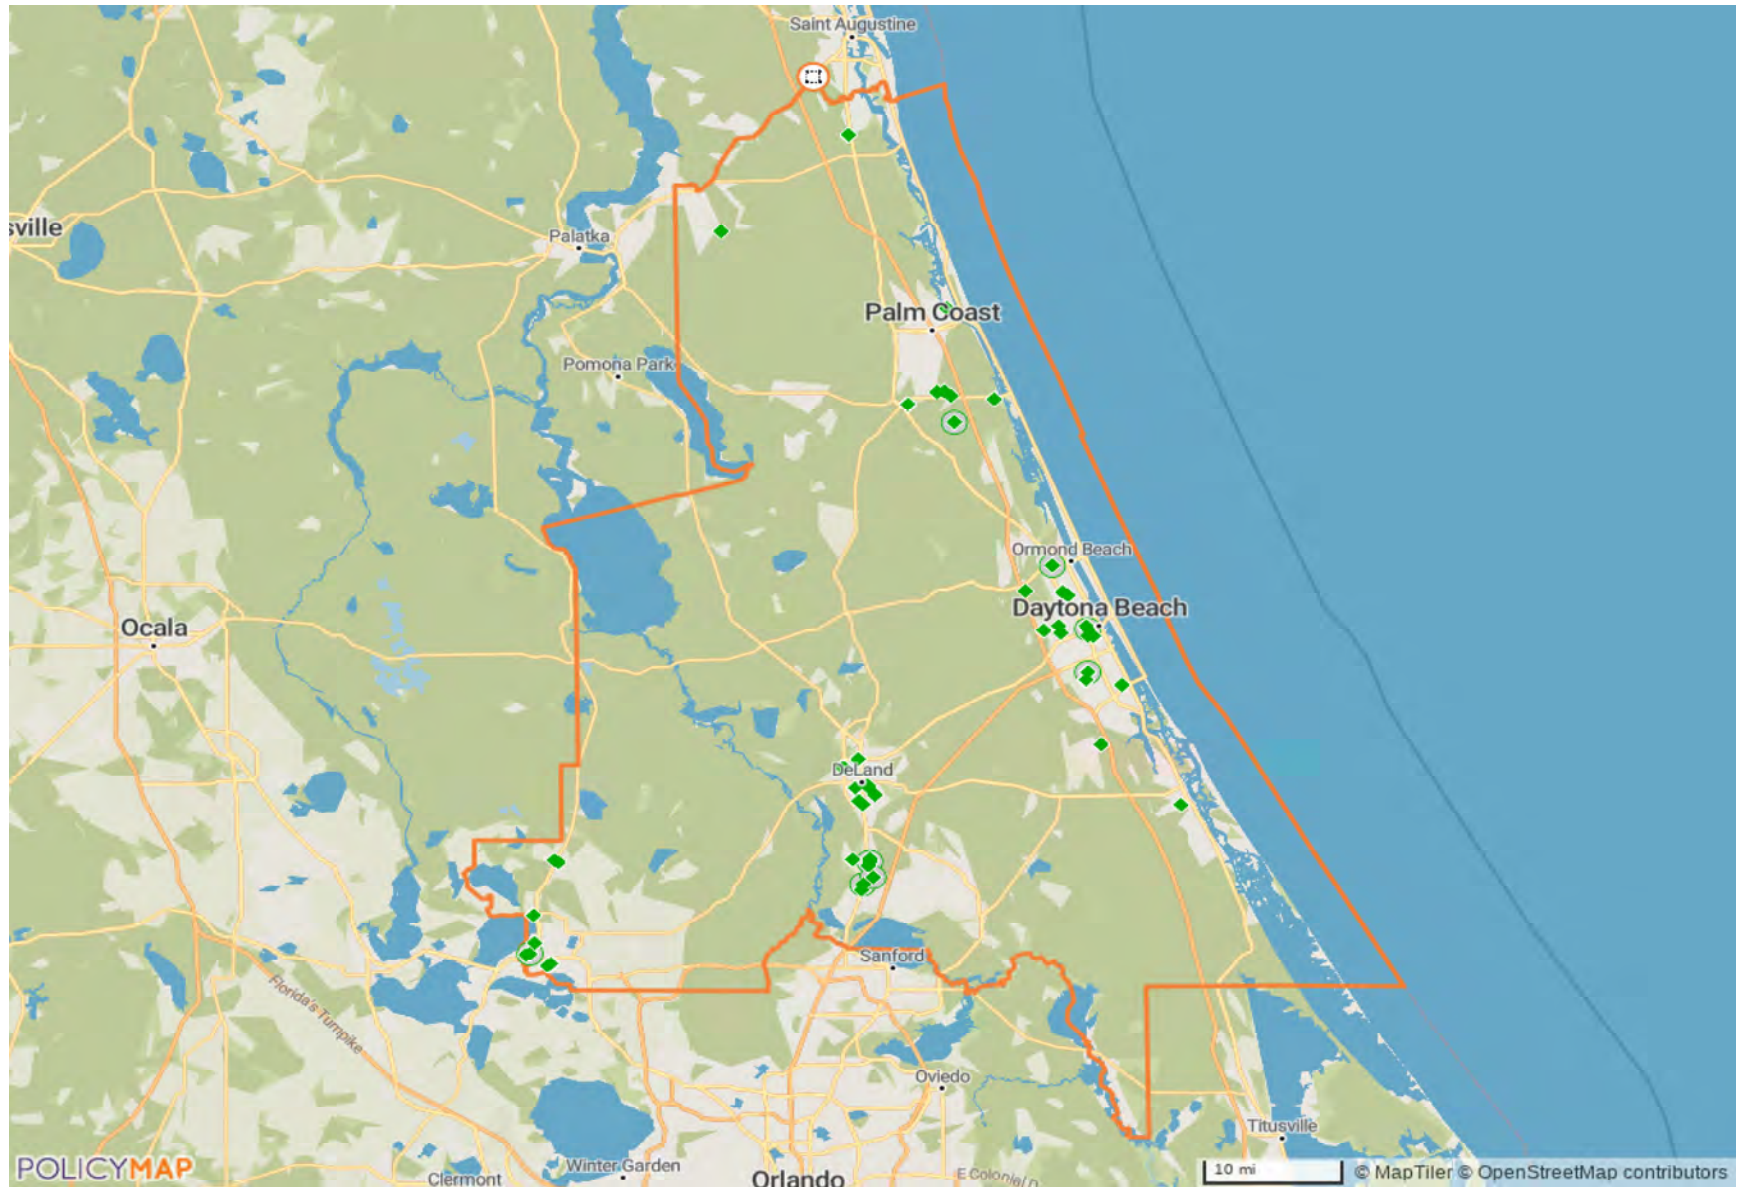 Saint Augustine
sville
Palatka
Palm Coast
Pomona Park
Ormond Beach
Daytona Beach
Ocala
DeLand
Sanford
Florida's Turnpike
Oviedo
Titusville
Winter Garden
Clermont
Orlando
E Colonial D
POLICYMAP
10 mi
© MapTiler © OpenStreetMap contributors